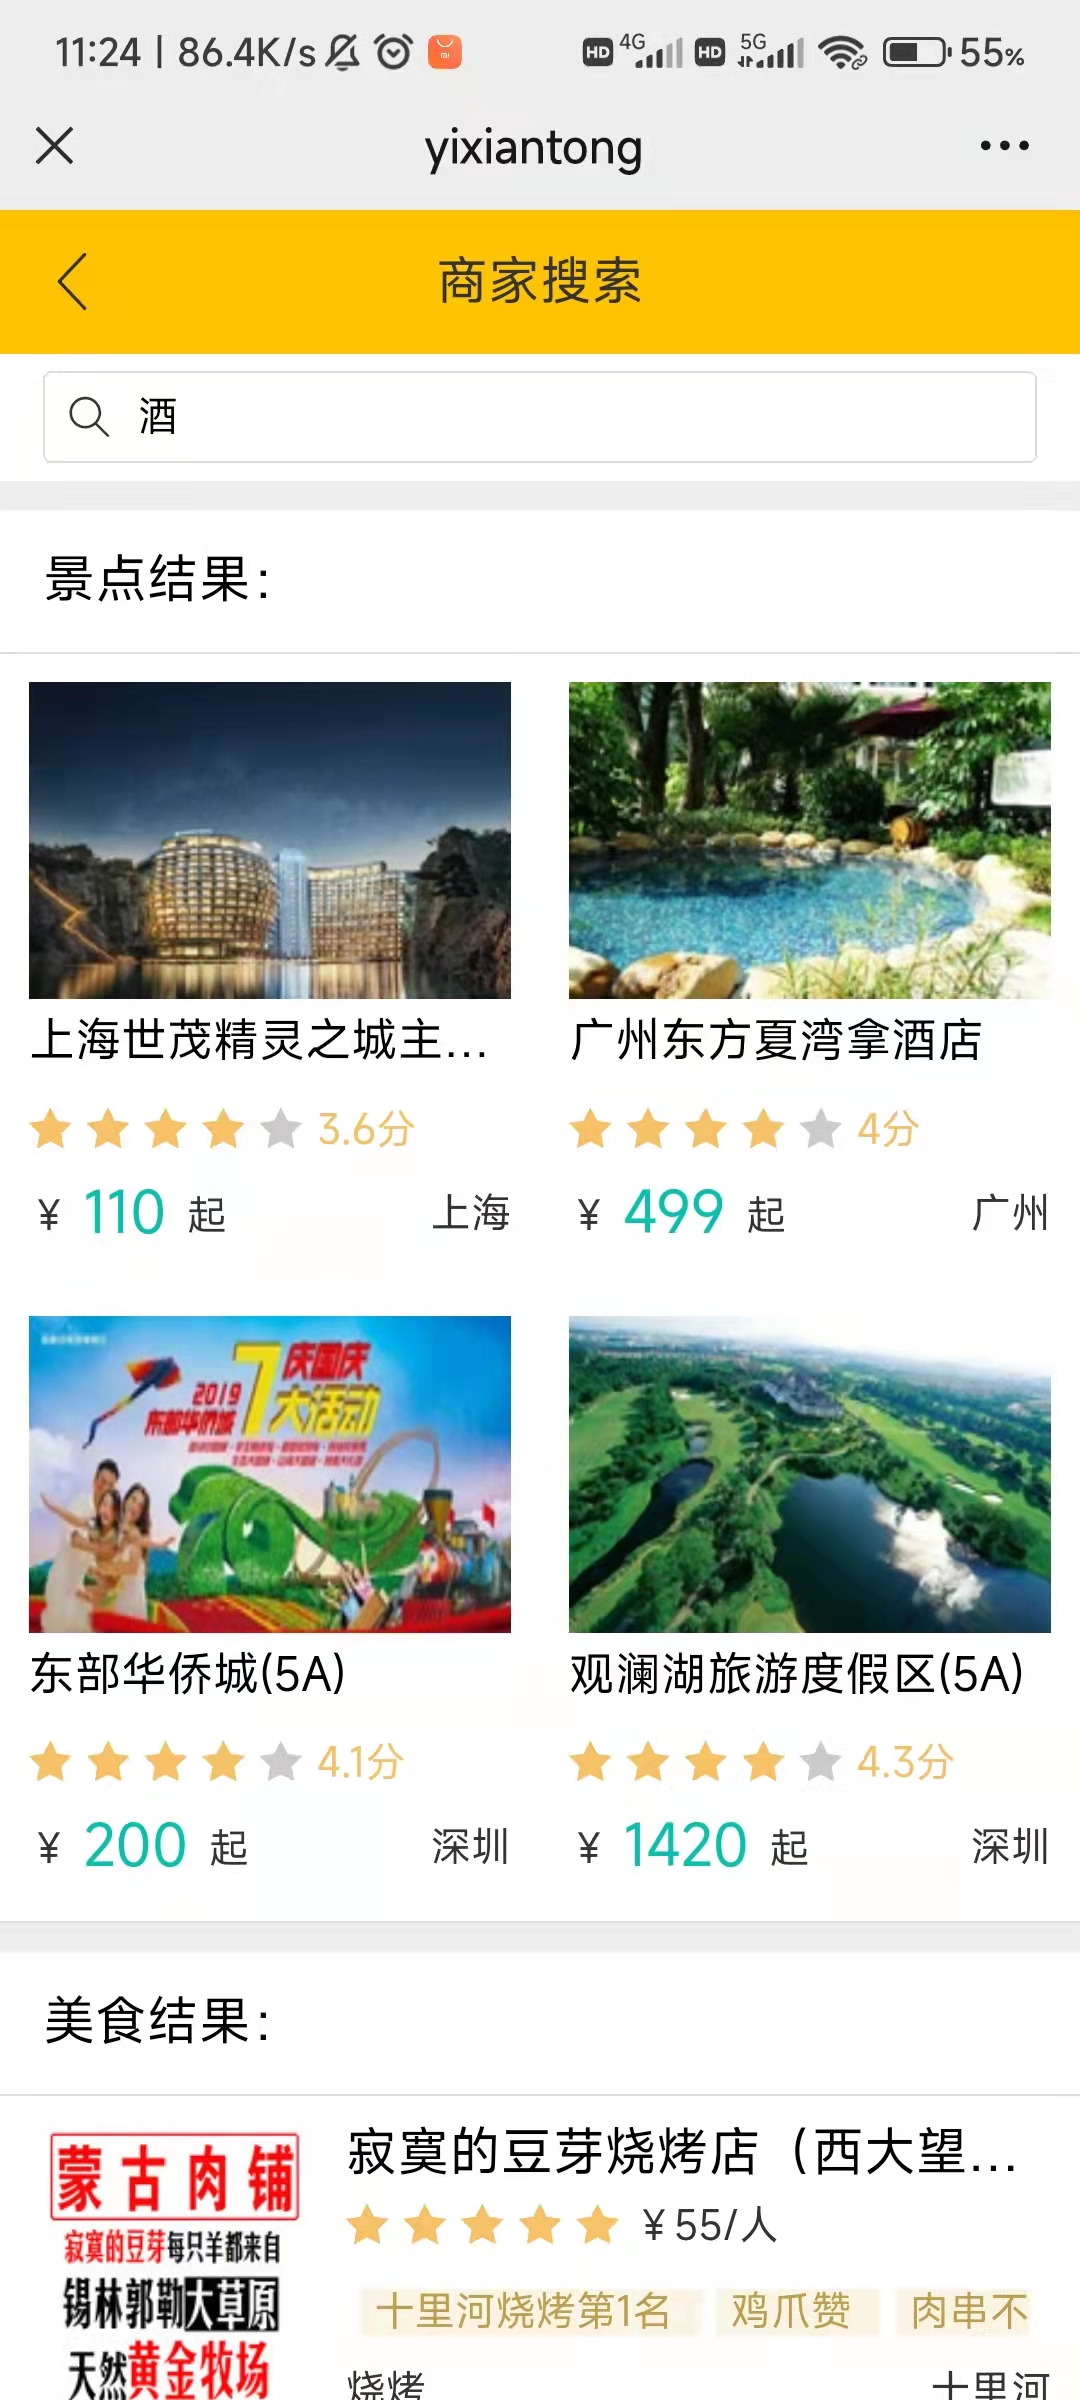 11:24 | 86.4K/s
HD 4G HD 5G 55%
yixiantong
商家搜索
酒
景点结果:
上海世茂精灵之城主...
3.6分
¥ 110 起 上海
广州东方夏湾拿酒店
4分
¥ 499 起 广州
7
庆国庆
2019
东部华侨城
大活动
70
东部华侨城(5A)
4.1分
¥ 200 起 深圳
观澜湖旅游度假区(5A)
4.3分
¥ 1420 起 深圳
美食结果:
蒙古肉铺
寂寞的豆芽每只羊都来自
锡林郭勒大草原
天然黄金牧场
寂寞的豆芽烧烤店（西大望...
¥55/人
十里河烧烤第1名 鸡爪赞 肉串不
烧烤 十里河